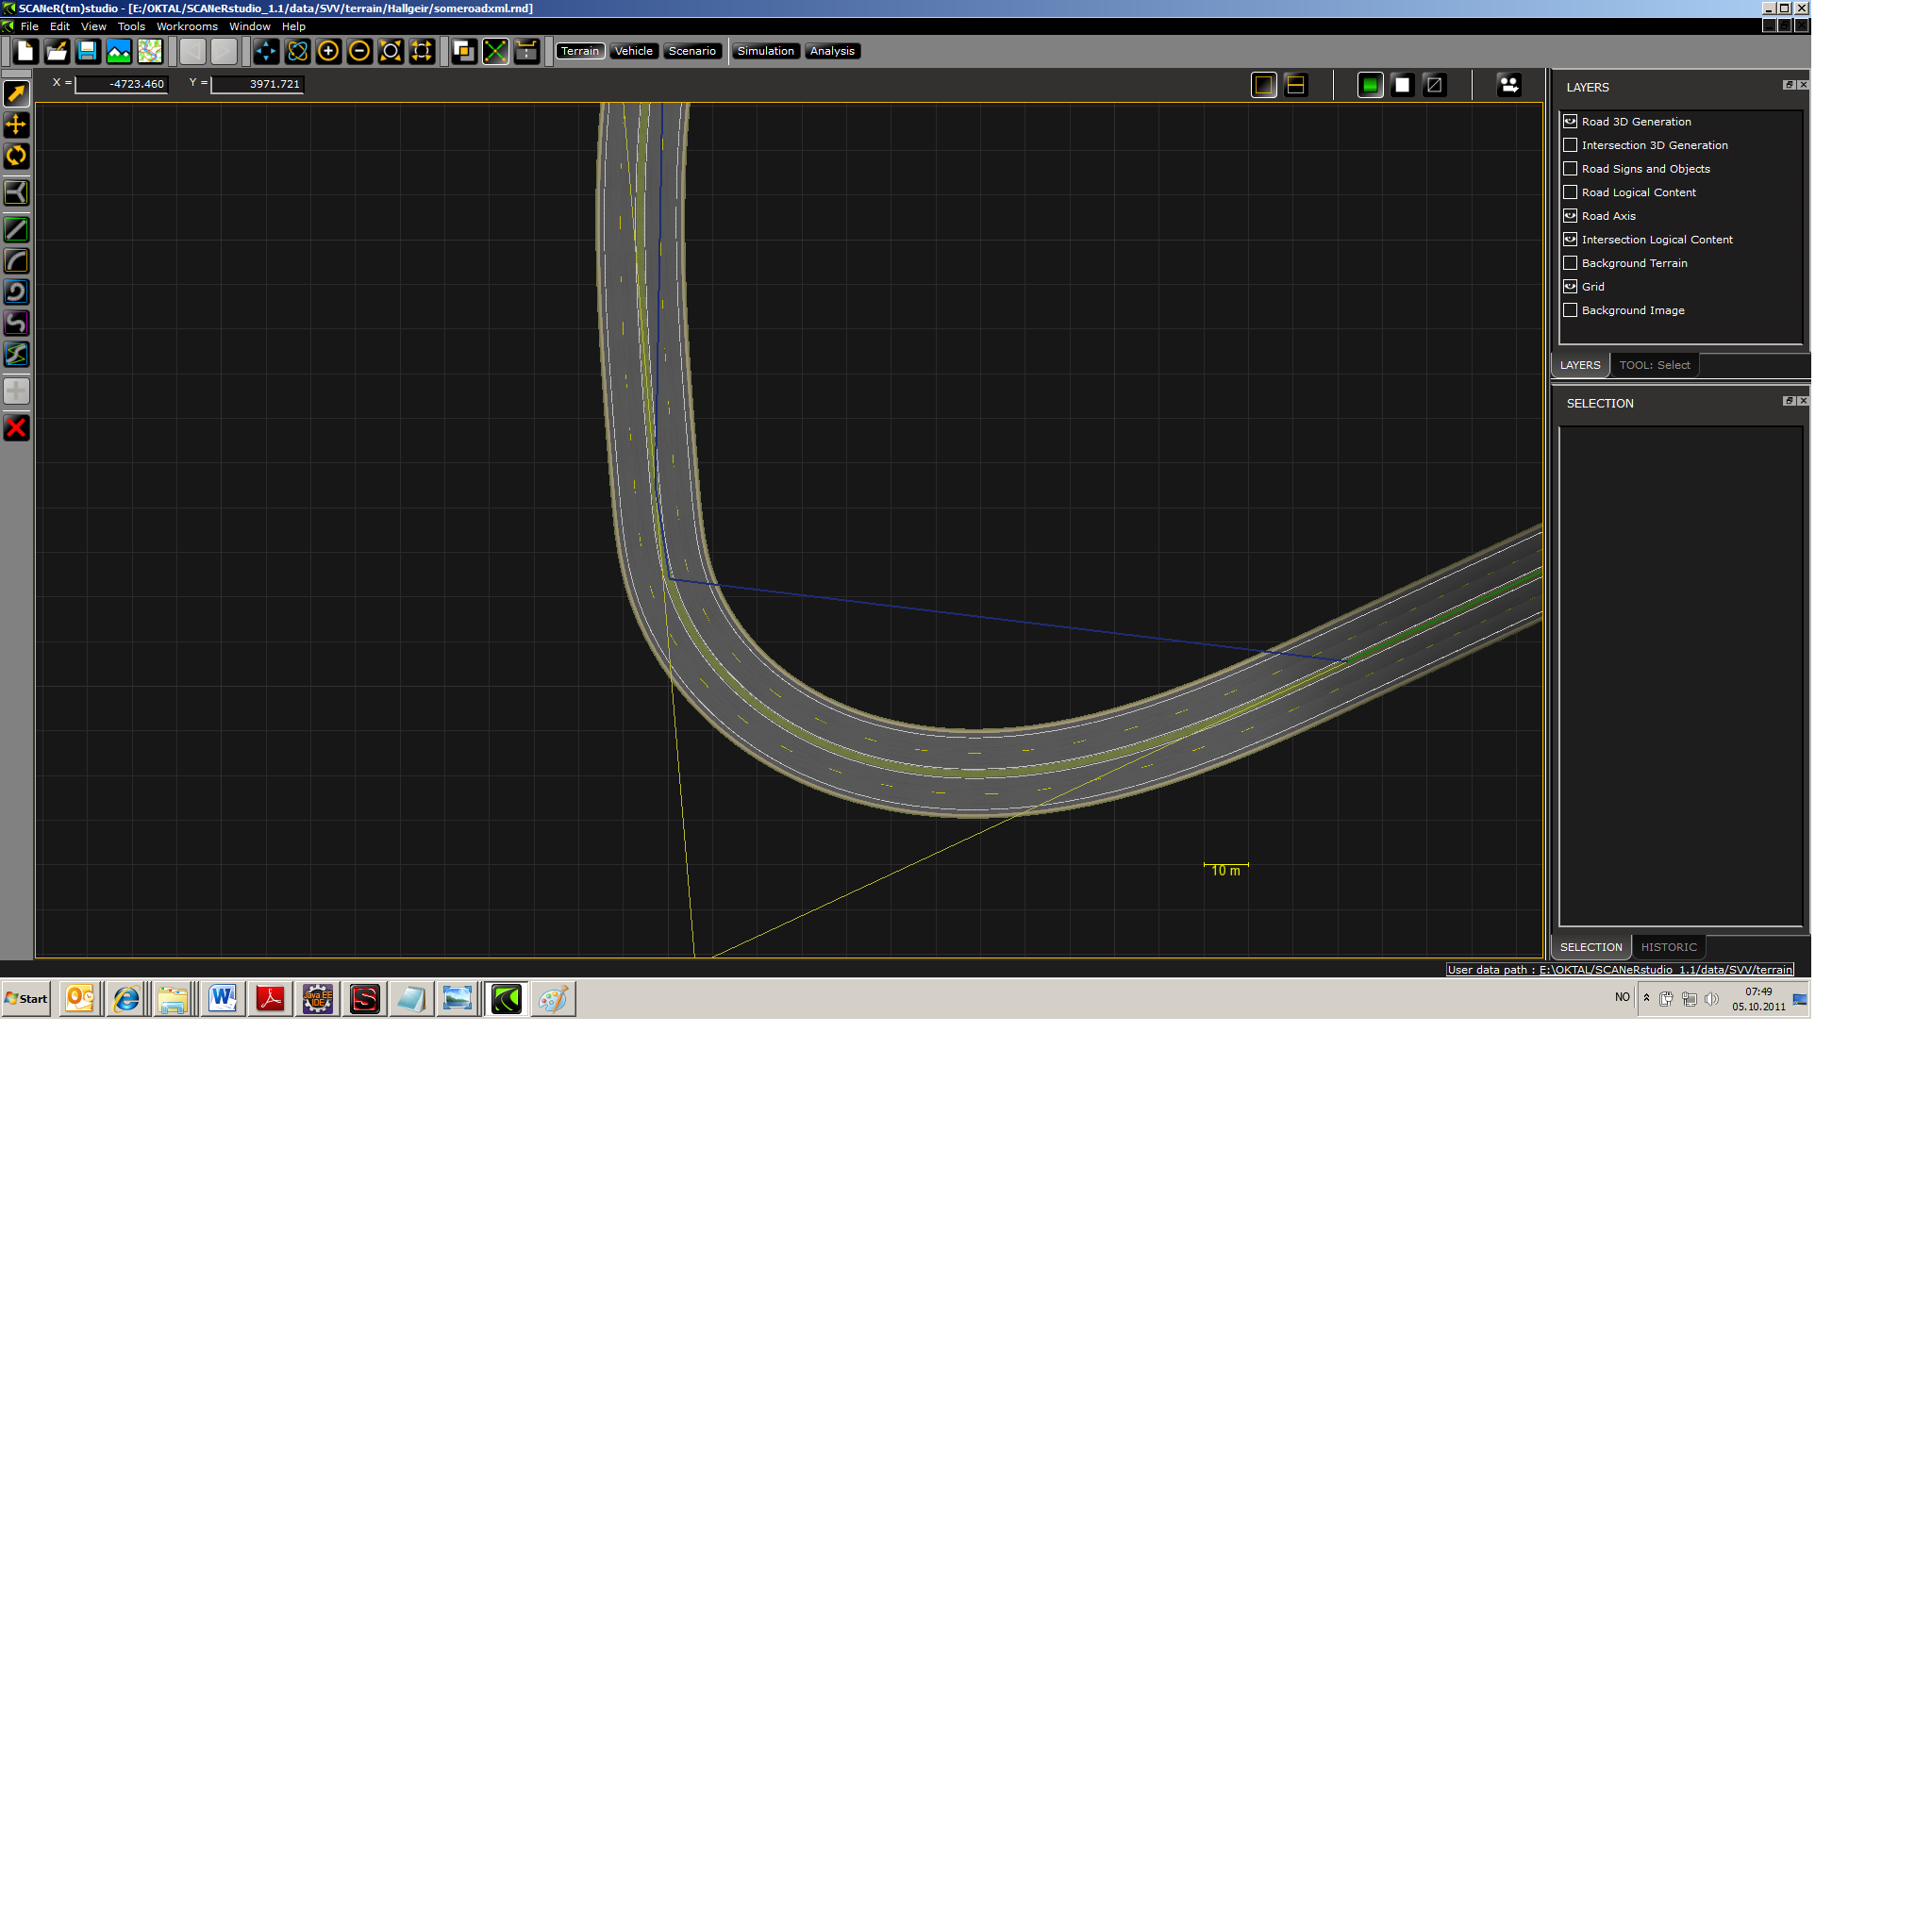 SCANeR(tm)studio - [E:/OKTAL/SCANeRstudio_1.1/data/SVV/terrain/Hallgeir/someroadxml.rnd]
File Edit View Tools Workrooms Window Help
Terrain Vehicle Scenario Simulation Analysis
X = -4723.460 Y = 3971.721
LAYERS
Road 3D Generation
Intersection 3D Generation
Road Signs and Objects
Road Logical Content
Road Axis
Intersection Logical Content
Background Terrain
Grid
Background Image
LAYERS TOOL: Select
SELECTION
10 m
SELECTION HISTORIC
User data path : E:\OKTAL/SCANeRstudio_1.1/data/SVV/terrain
Start
Java EE
IDE
NO
07:49
05.10.2011